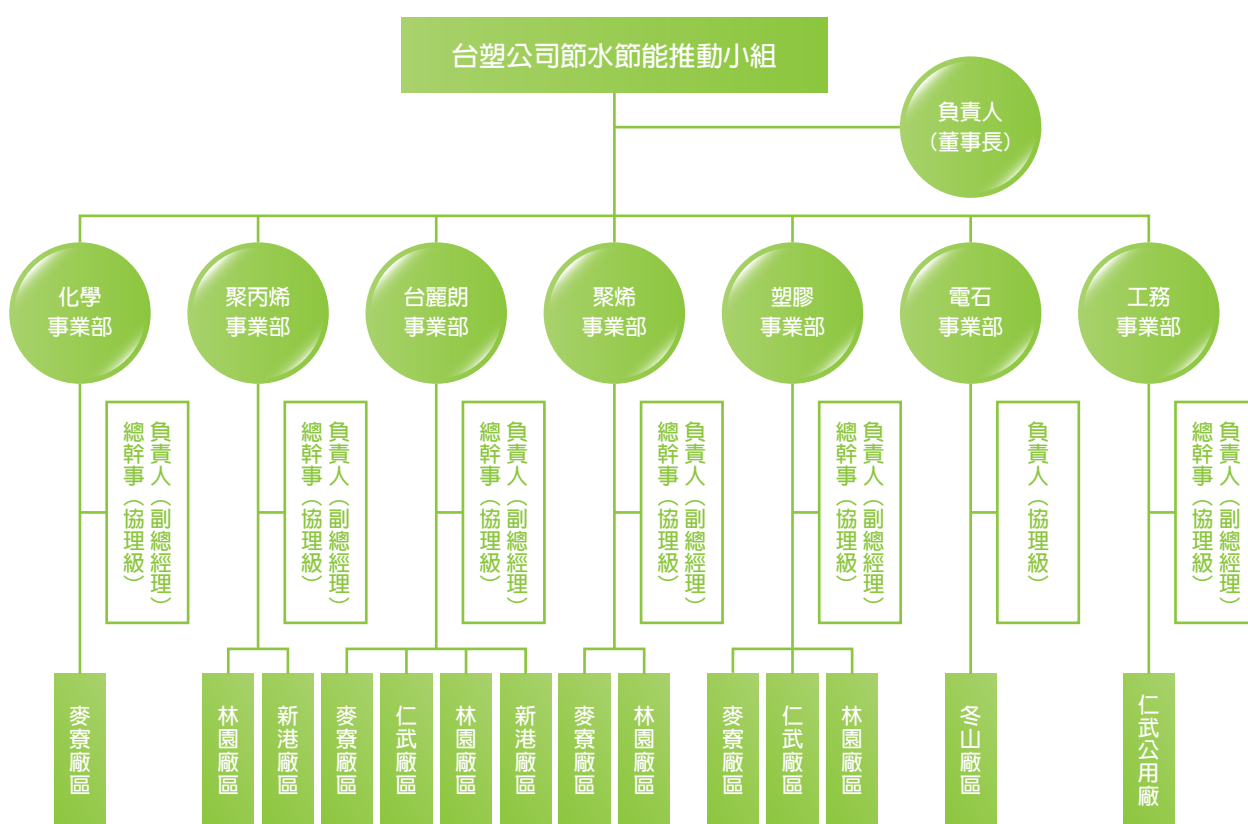 台塑公司節水節能推動小組
負責人
（董事長）
化學
事業部
聚丙烯
事業部
台麗朗
事業部
聚烯
事業部
塑膠
事業部
電石
事業部
工務
事業部
負責人（副總經理）
總幹事（協理級）
負責人（副總經理）
總幹事（協理級）
負責人（副總經理）
總幹事（協理級）
負責人（副總經理）
總幹事（協理級）
負責人（副總經理）
總幹事（協理級）
負責人（協理級）
負責人（副總經理）
總幹事（協理級）
麥寮廠區
林園廠區
新港廠區
麥寮廠區
仁武廠區
林園廠區
新港廠區
麥寮廠區
林園廠區
麥寮廠區
仁武廠區
林園廠區
冬山廠區
仁武公用廠